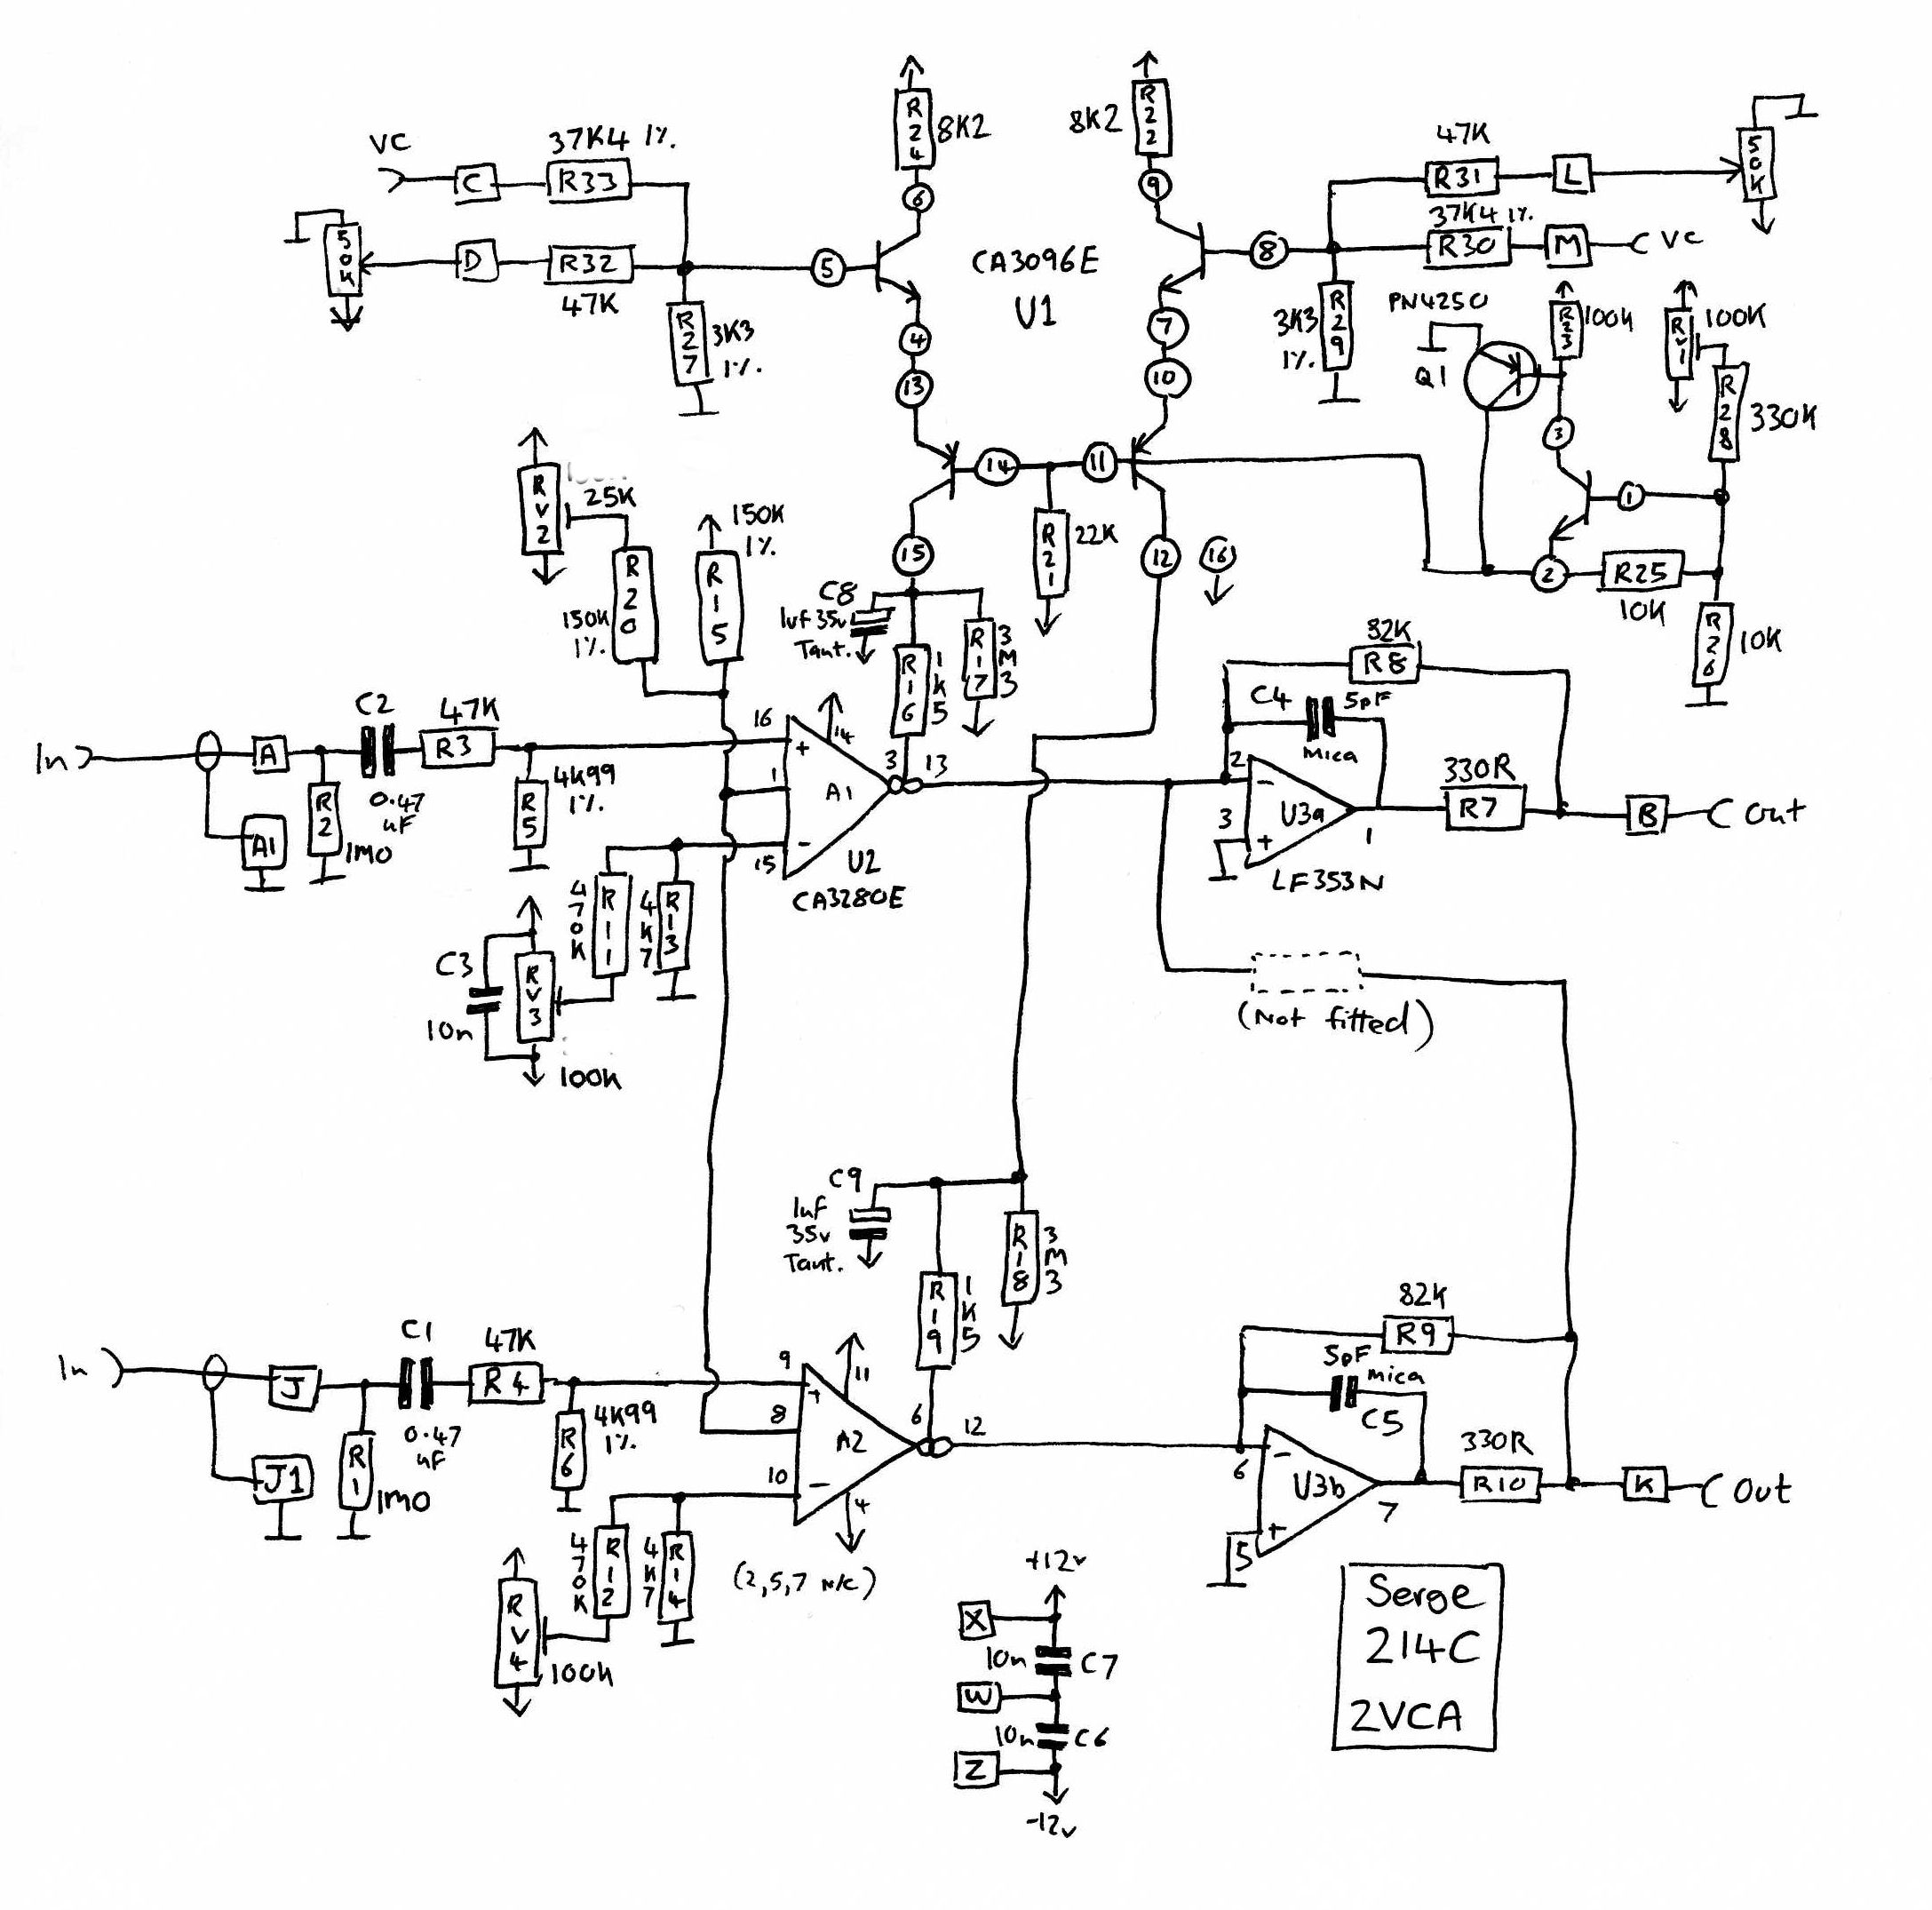 VC
C
37K4 1%.
R33
50K
D
R32
47K
R27
3K3
1%.
R24
8K2
6
5
4
13
CA3096E
U1
8K2
R22
9
8
7
10
47K
R31
L
50K
37K4 1%.
R30
M
VC
3K3
1%.
R29
PN4250
Q1
R23
100K
RV1
100K
R28
330K
3
1
2
R25
10K
R26
10K
14
11
R21
22K
15
12
16
RV2
25K
150K
1%.
R20
R15
150K
1%
C8
1uf 35v
Tant.
R16
1K5
R17
3M3
In
A
A1
C2
0.47
uF
R2
1M0
47K
R3
4K99
1%.
R5
16
+
14
1
A1
3
13
-
15
U2
CA3280E
470K
R11
4K7
R13
C3
10n
RV3
100K
82K
R8
C4
5pF
mica
2
-
3
+
U3a
1
LF353N
330R
R7
B
Out
(Not fitted)
C9
1uf
35v
Tant.
R19
1K5
R18
3M3
In
J
J1
C1
0.47
uF
R1
1M0
47K
R4
4K99
1%.
R6
9
+
11
8
A2
6
12
10
-
4
470K
R12
4K7
R14
RV4
100K
(2,5,7 N/C)
82K
R9
5pF
mica
C5
6
-
5
+
U3b
7
330R
R10
K
Out
+12v
X
10n
C7
W
10n
C6
Z
-12v
Serge
214C
2VCA